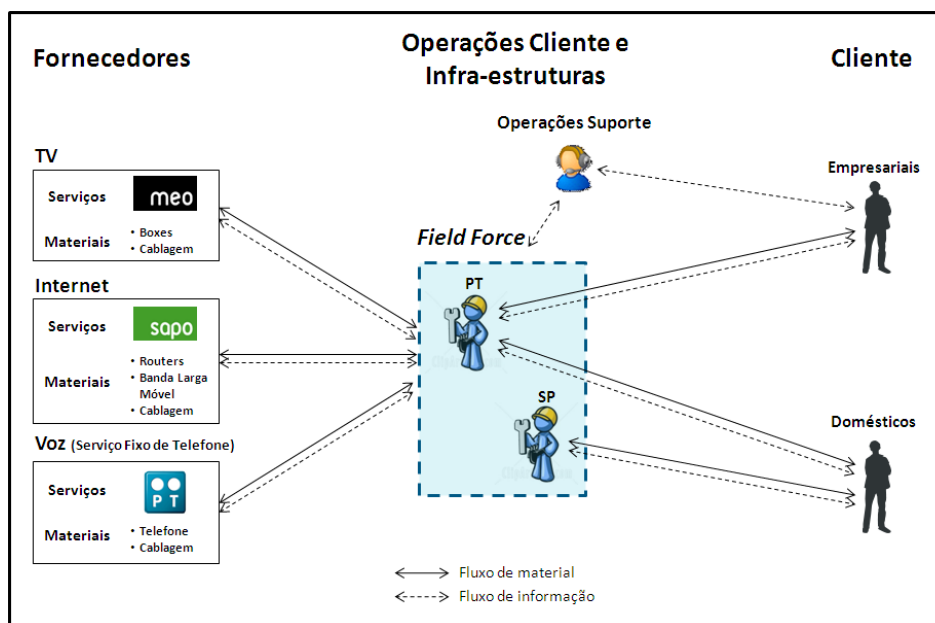 Fornecedores
Operações Cliente e
Infra-estruturas
Cliente
Operações Suporte
TV
Serviços
meo
Materiais
• Boxes
• Cablagem
Internet
Serviços
sapo
Materiais
• Routers
• Banda Larga
Móvel
• Cablagem
Voz (Serviço Fixo de Telefone)
Serviços
PT
Materiais
• Telefone
• Cablagem
Field Force
PT
SP
Empresariais
Domésticos
Fluxo de material
Fluxo de informação